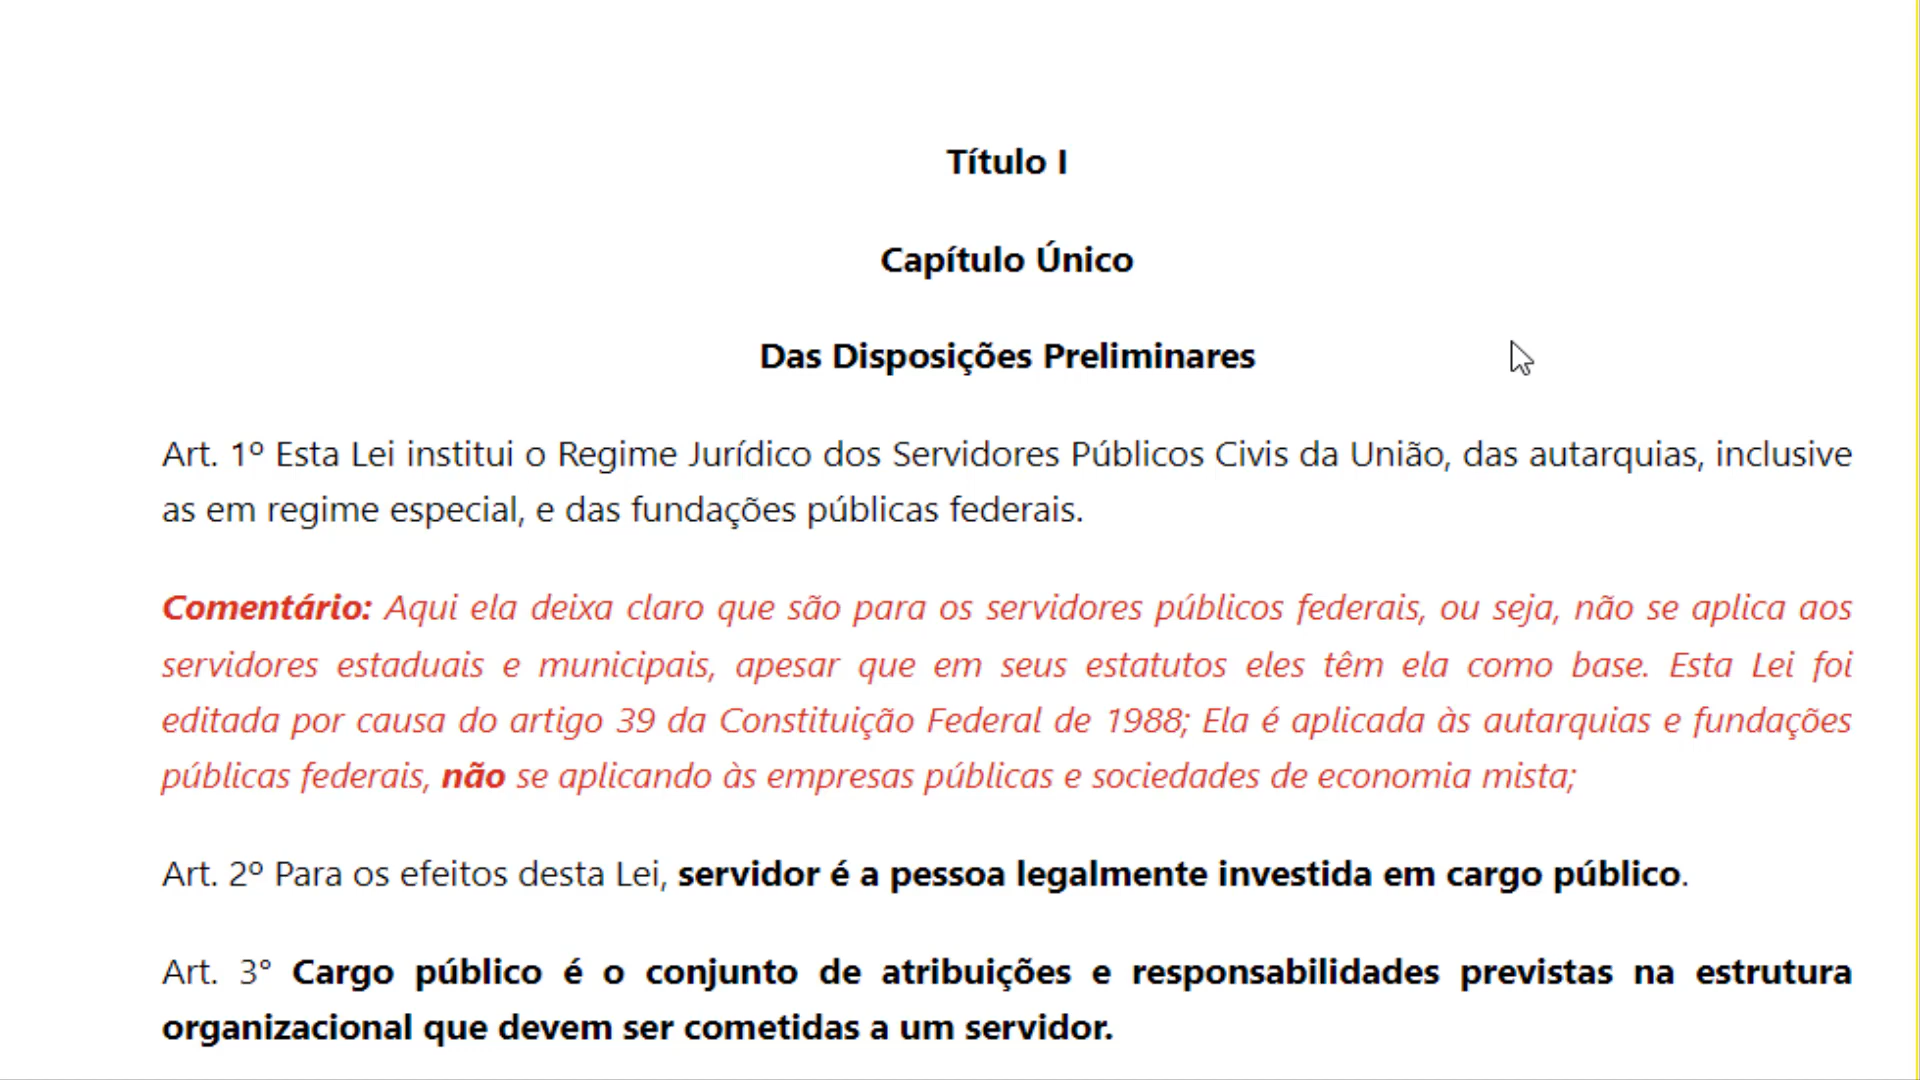 Título I
Capítulo Único
Das Disposições Preliminares
Art. 1º Esta Lei institui o Regime Jurídico dos Servidores Públicos Civis da União, das autarquias, inclusive
as em regime especial, e das fundações públicas federais.
Comentário: Aqui ela deixa claro que são para os servidores públicos federais, ou seja, não se aplica aos
servidores estaduais e municipais, apesar que em seus estatutos eles têm ela como base. Esta Lei foi
editada por causa do artigo 39 da Constituição Federal de 1988; Ela é aplicada às autarquias e fundações
públicas federais, não se aplicando às empresas públicas e sociedades de economia mista;
Art. 2º Para os efeitos desta Lei, servidor é a pessoa legalmente investida em cargo público.
Art. 3° Cargo público é o conjunto de atribuições e responsabilidades previstas na estrutura
organizacional que devem ser cometidas a um servidor.